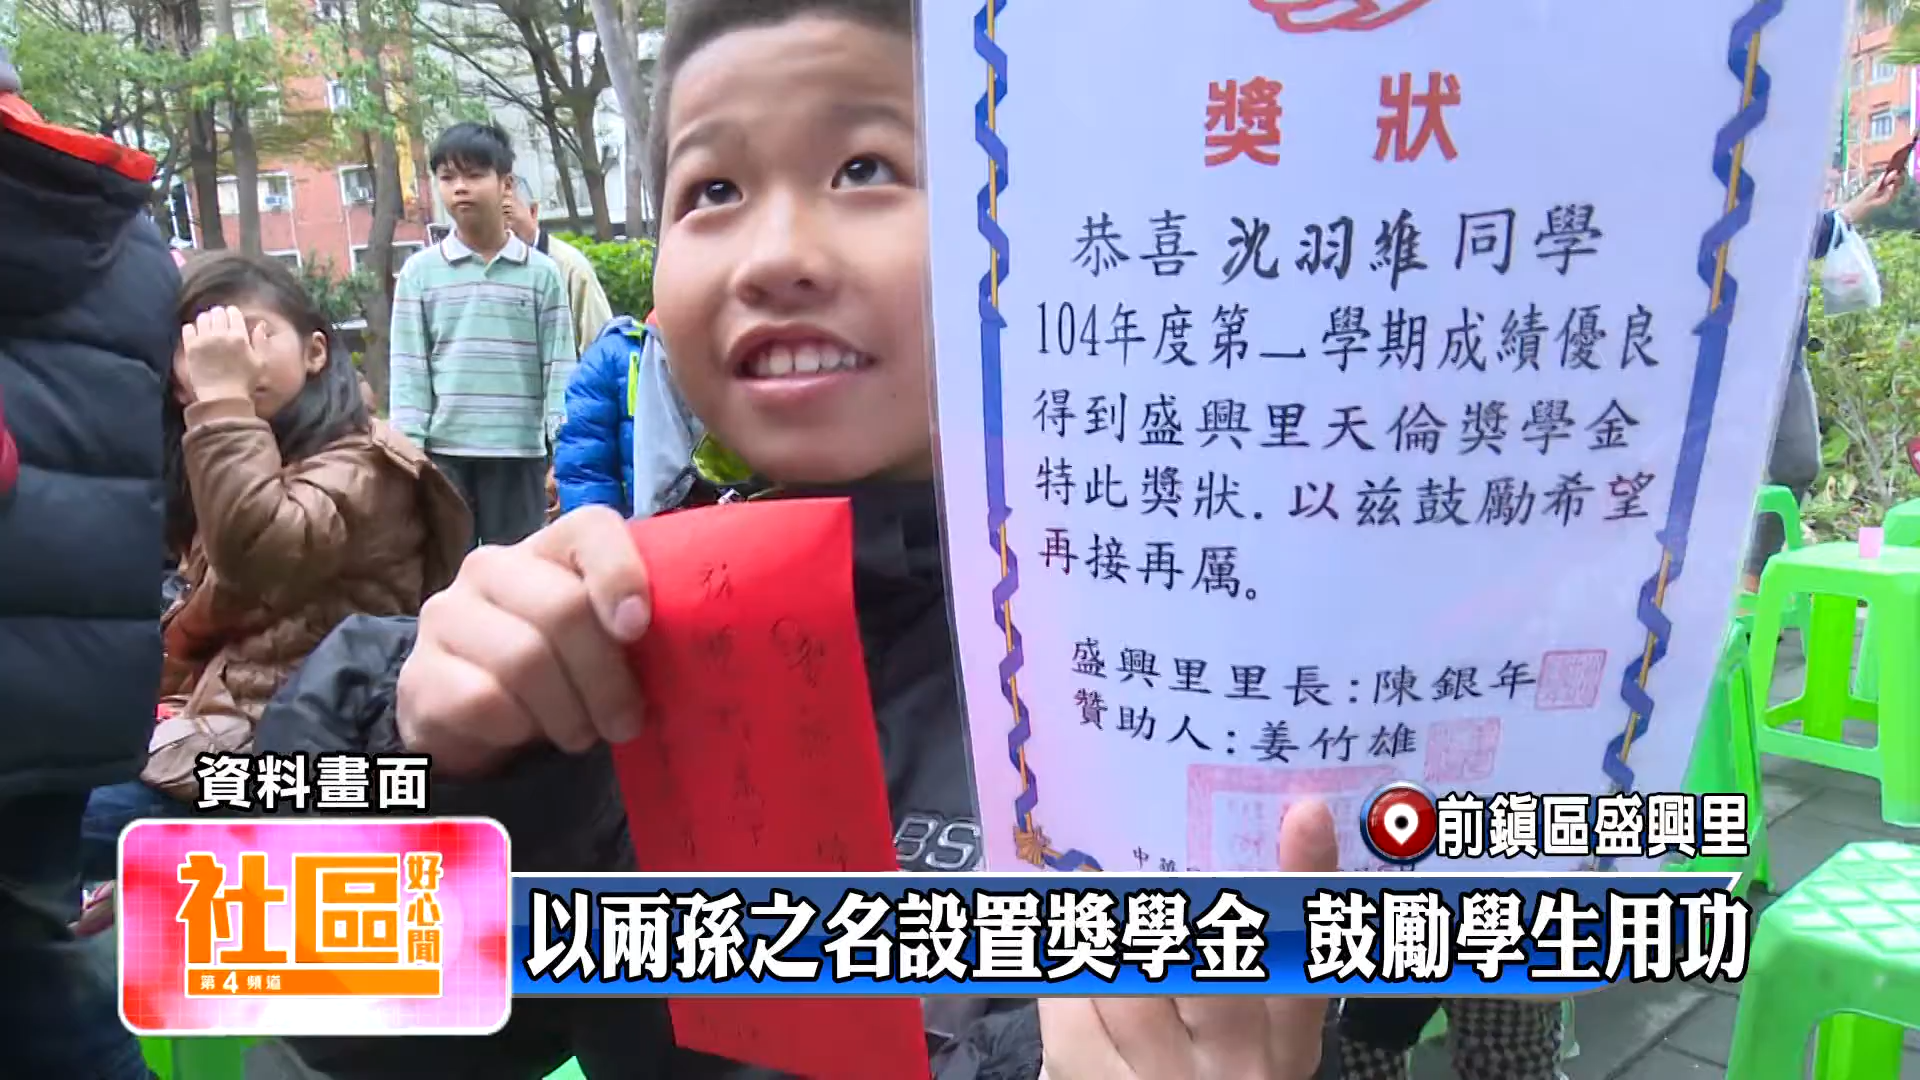 獎狀
恭喜沈羽維同學
104年度第一學期成績優良
得到盛興里天倫獎學金
特此獎狀.以茲鼓勵希望
再接再厲。
盛興里里長:陳銀年
贊助人:姜竹雄
中華
BS
資料畫面
前鎮區盛興里
社區
好心聞
第4頻道
以兩孫之名設置獎學金 鼓勵學生用功